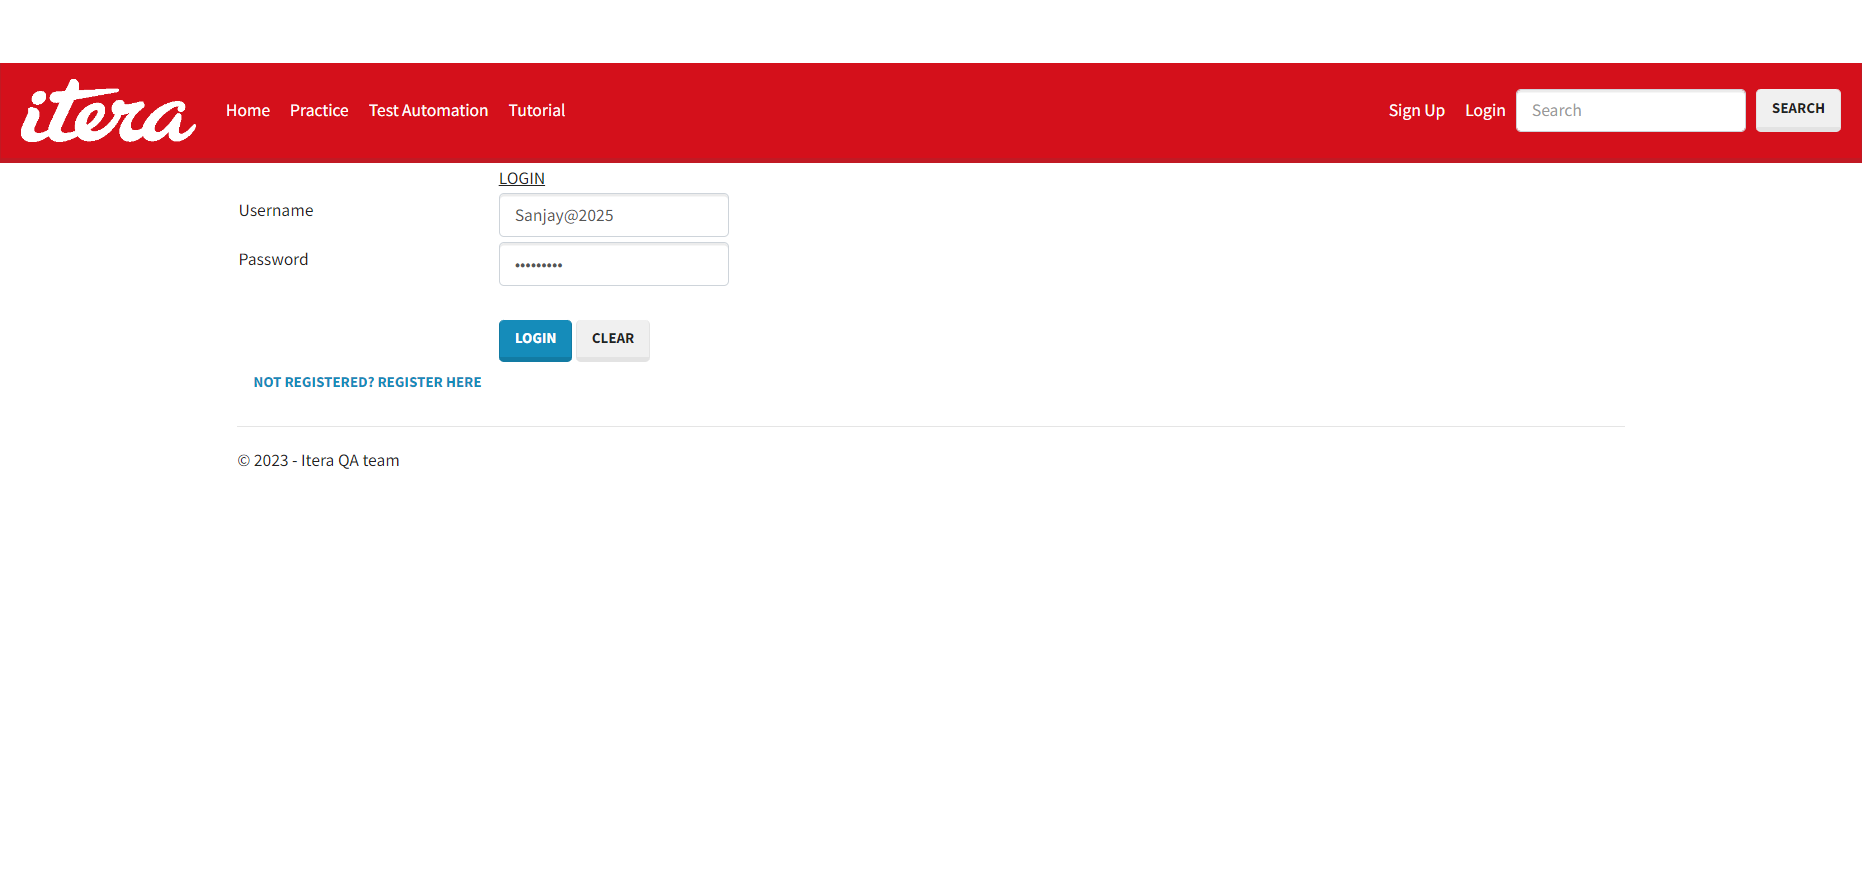 itera Home Practice Test Automation Tutorial Sign Up Login Search SEARCH
LOGIN
Username Sanjay@2025
Password •••••••••
LOGIN CLEAR
NOT REGISTERED? REGISTER HERE
© 2023 - Itera QA team